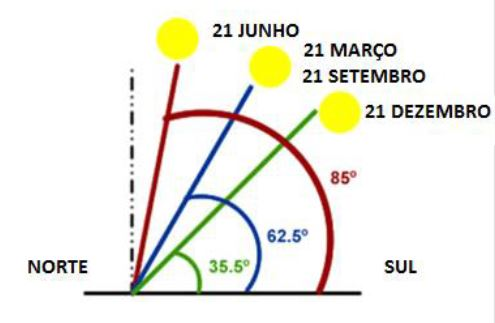 21 JUNHO
21 MARÇO
21 SETEMBRO
21 DEZEMBRO
85º
62.5º
35.5º
NORTE
SUL